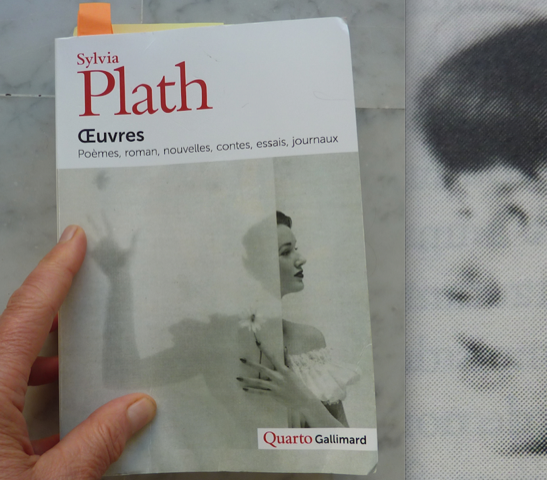 Sylvia
Plath
Œuvres
Poèmes, roman, nouvelles, contes, essais, journaux
Quarto Gallimard